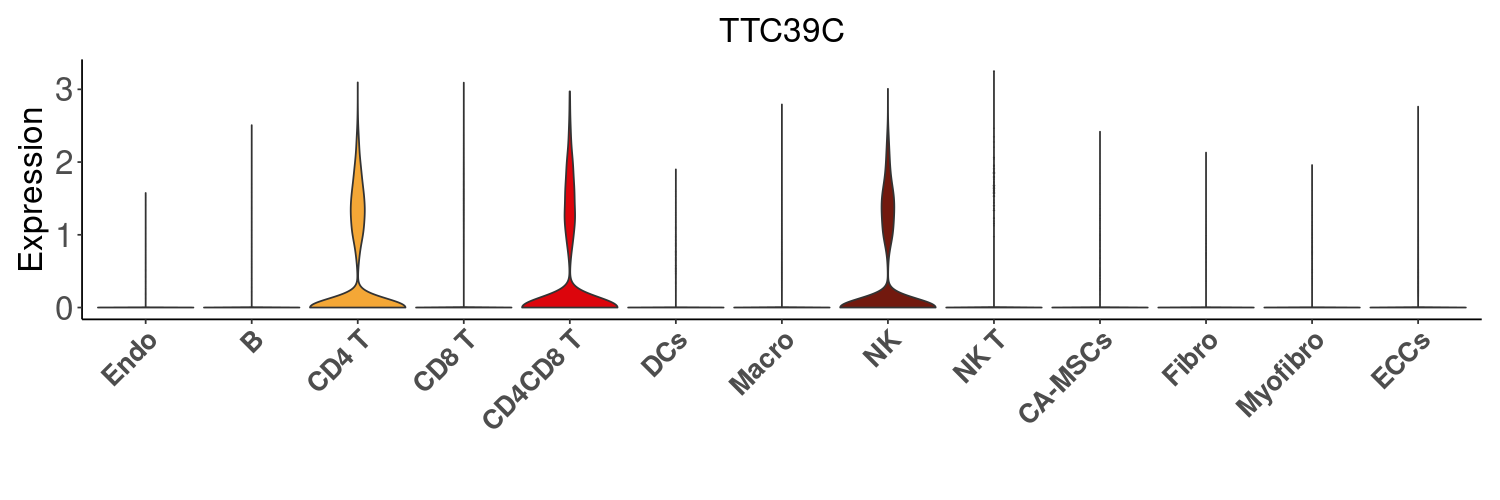 TTC39C
Expression
3
2
1
0
Endo
B
CD4 T
CD8 T
CD4CD8 T
DCs
Macro
NK
NK T
CA-MSCs
Fibro
Myofibro
ECCs